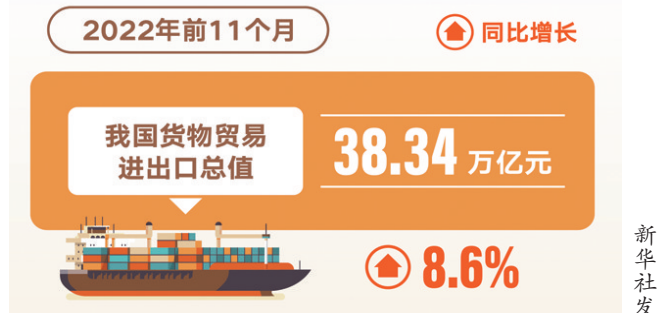 2022年前11个月
同比增长
我国货物贸易
进出口总值
38.34 万亿元
8.6%
新华社发